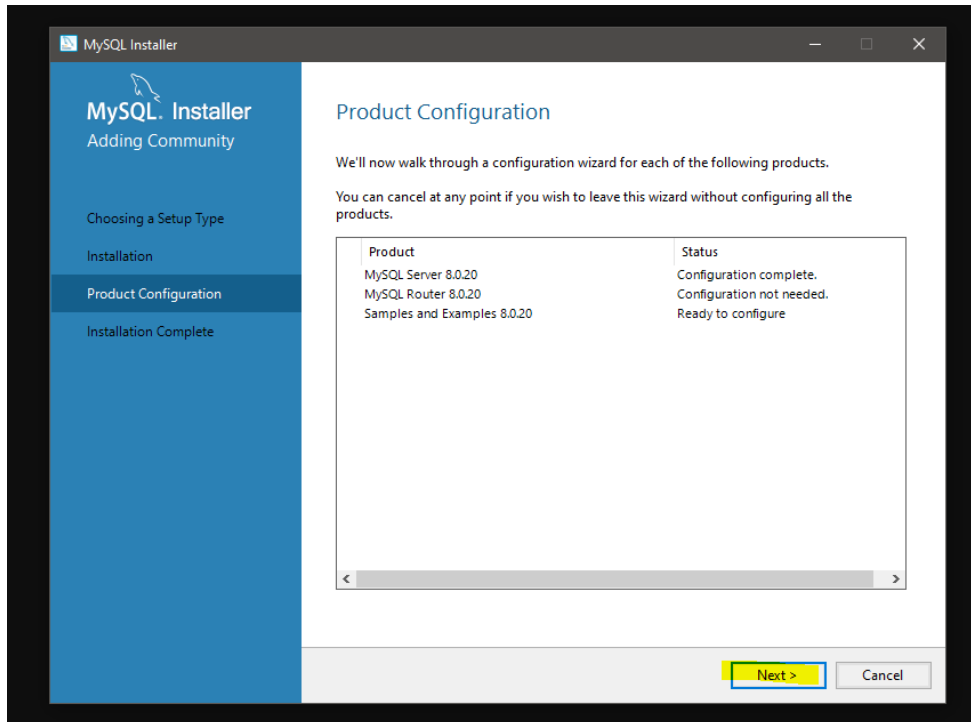 MySQL Installer
MySQL. Installer
Adding Community
Choosing a Setup Type
Installation
Product Configuration
Installation Complete
Product Configuration
We'll now walk through a configuration wizard for each of the following products.
You can cancel at any point if you wish to leave this wizard without configuring all the
products.
Product Status
MySQL Server 8.0.20 Configuration complete.
MySQL Router 8.0.20 Configuration not needed.
Samples and Examples 8.0.20 Ready to configure
Next > Cancel